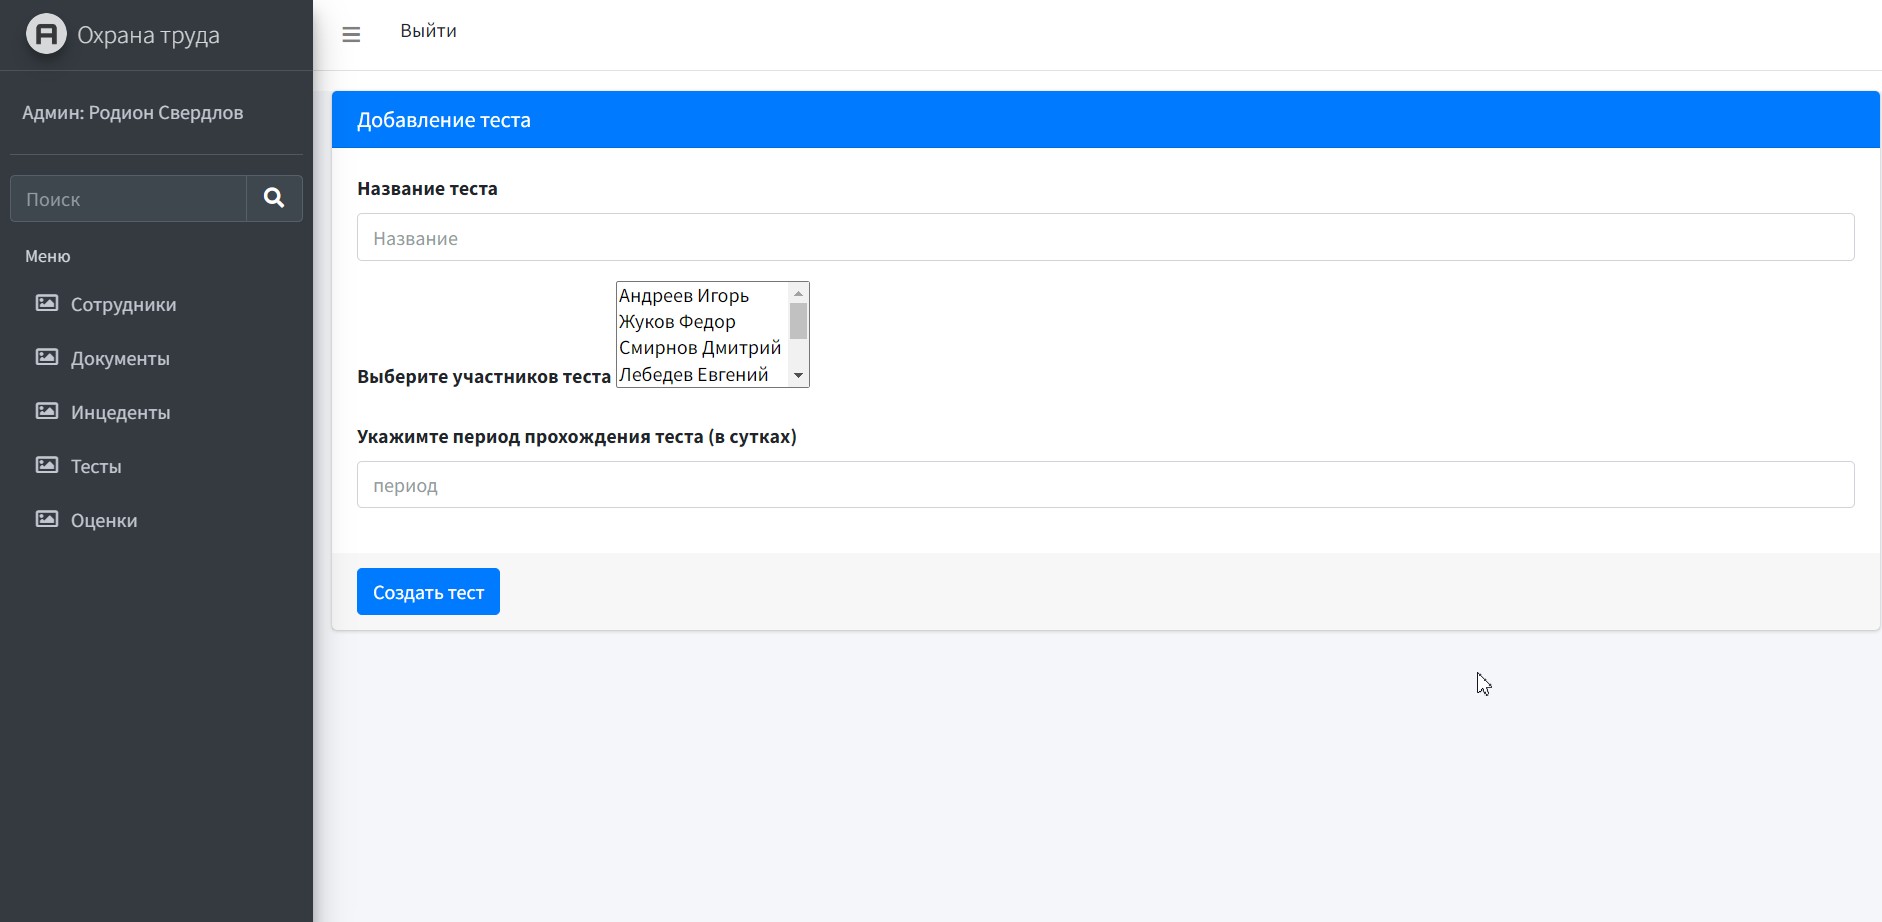 Охрана труда
Выйти
Админ: Родион Свердлов
Поиск
Меню
Сотрудники
Документы
Инцеденты
Тесты
Оценки
Добавление теста
Название теста
Название
Андреев Игорь
Жуков Федор
Смирнов Дмитрий
Лебедев Евгений
Выберите участников теста
Укажимте период прохождения теста (в сутках)
период
Создать тест